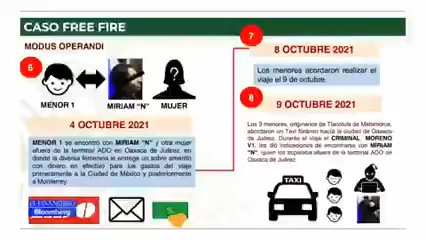 CASO FREE FIRE
MODUS OPERANDI
6
MENOR 1
MIRIAM "N"
MUJER
4 OCTUBRE 2021
MENOR 1 se encontró con MIRIAM "N" y otra mujer
afuera de la terminal ADO en Oaxaca de Juárez, en
donde la diversa femenina le entrega un sobre amarillo
con dinero en efectivo para los gastos del viaje
primeramente a la Ciudad de México y posteriormente
a Monterrey.
EL FINANCIERO
Bloomberg
7
8 OCTUBRE 2021
Los menores acordaron realizar el
viaje el 9 de octubre.
8
9 OCTUBRE 2021
Los 3 menores, originarios de Tlacolula de Matamoros,
abordaron un Taxi foráneo hacia la ciudad de Oaxaca
de Juárez. Durante el viaje el CRIMINAL MORENO
V1, les dio indicaciones de encontrarse con MIRIAM
"N", quien los esperaba afuera de la terminal ADO en
Oaxaca de Juárez
TAXI